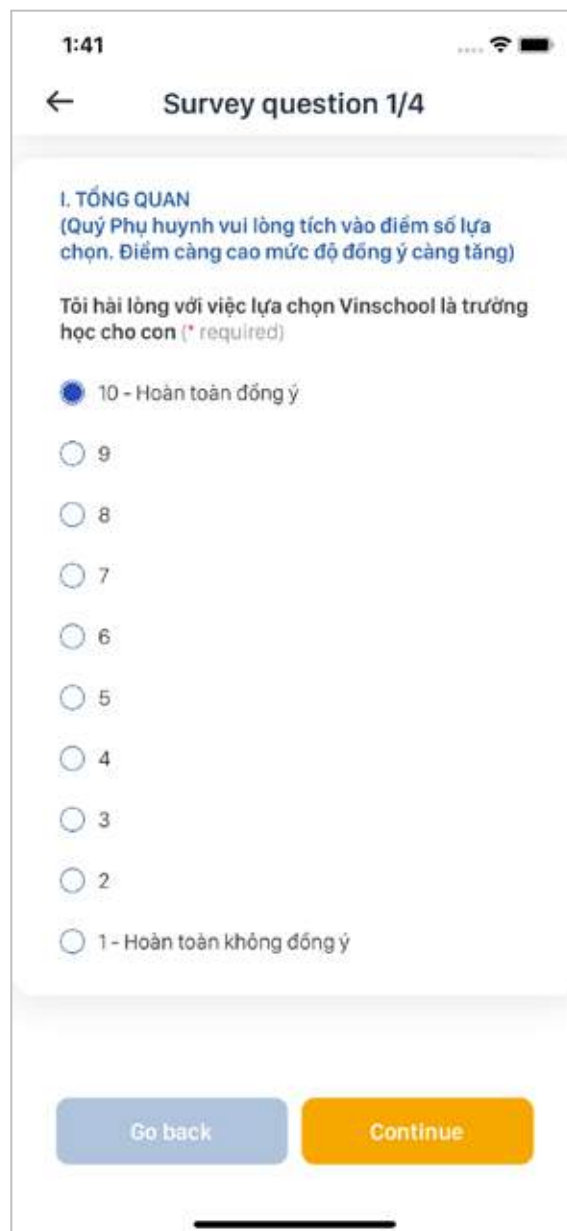 1:41
Survey question 1/4
I. TỔNG QUAN
(Quý Phụ huynh vui lòng tích vào điểm số lựa
chọn. Điểm càng cao mức độ đồng ý càng tăng)
Tôi hài lòng với việc lựa chọn Vinschool là trường
học cho con (* required)
10 - Hoàn toàn đồng ý
9
8
7
6
5
4
3
2
1 - Hoàn toàn không đồng ý
Go back
Continue